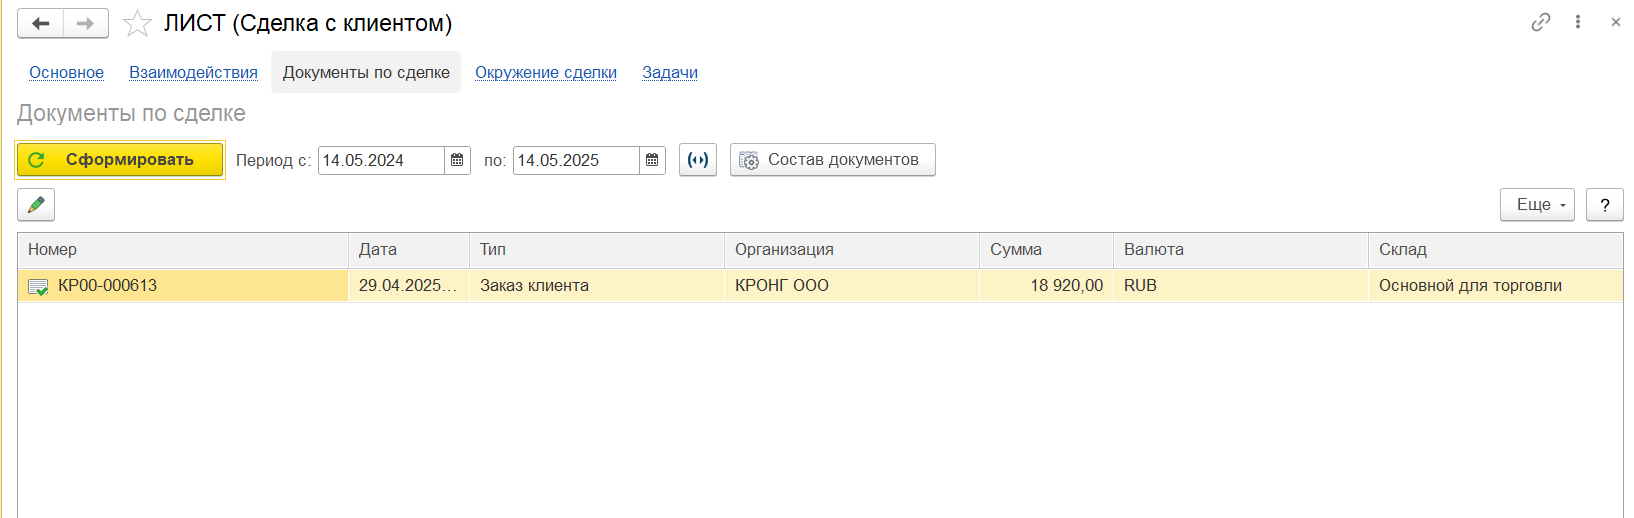 ЛИСТ (Сделка с клиентом)
Основное Взаимодействия Документы по сделке Окружение сделки Задачи
Документы по сделке
Сформировать Период с: 14.05.2024 по: 14.05.2025 Состав документов
Еще ?
Номер Дата Тип Организация Сумма Валюта Склад
КР00-000613 29.04.2025... Заказ клиента КРОНГ ООО 18 920,00 RUB Основной для торговли